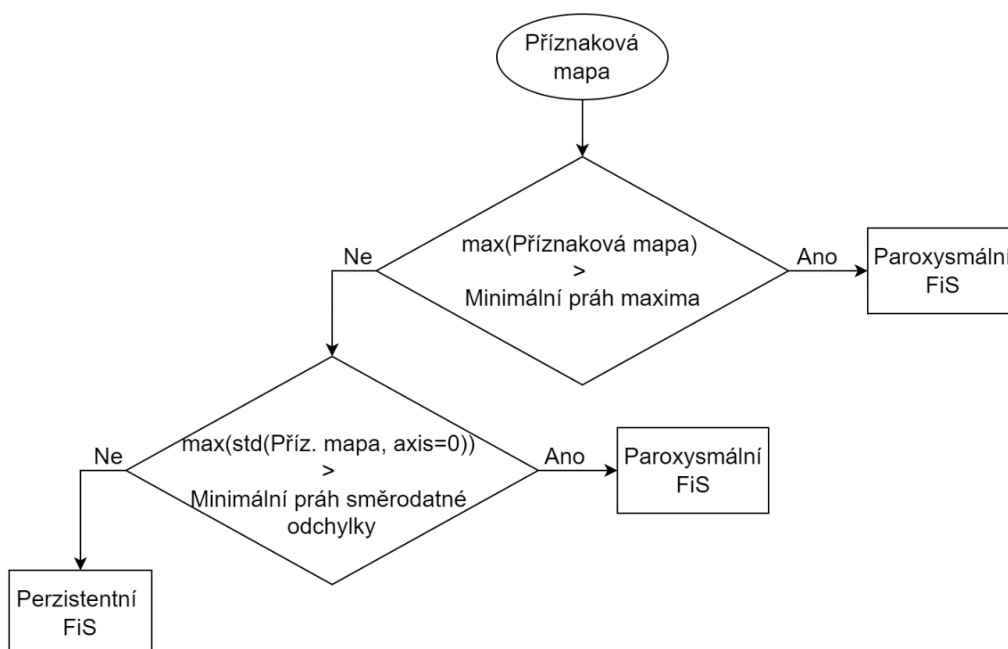 Příznaková
mapa
max(Příznaková mapa)
>
Minimální práh maxima
Ne
Ano
Paroxysmální
FiS
max(std(Příz. mapa, axis=0))
>
Minimální práh směrodatné
odchylky
Ne
Ano
Paroxysmální
FiS
Perzistentní
FiS